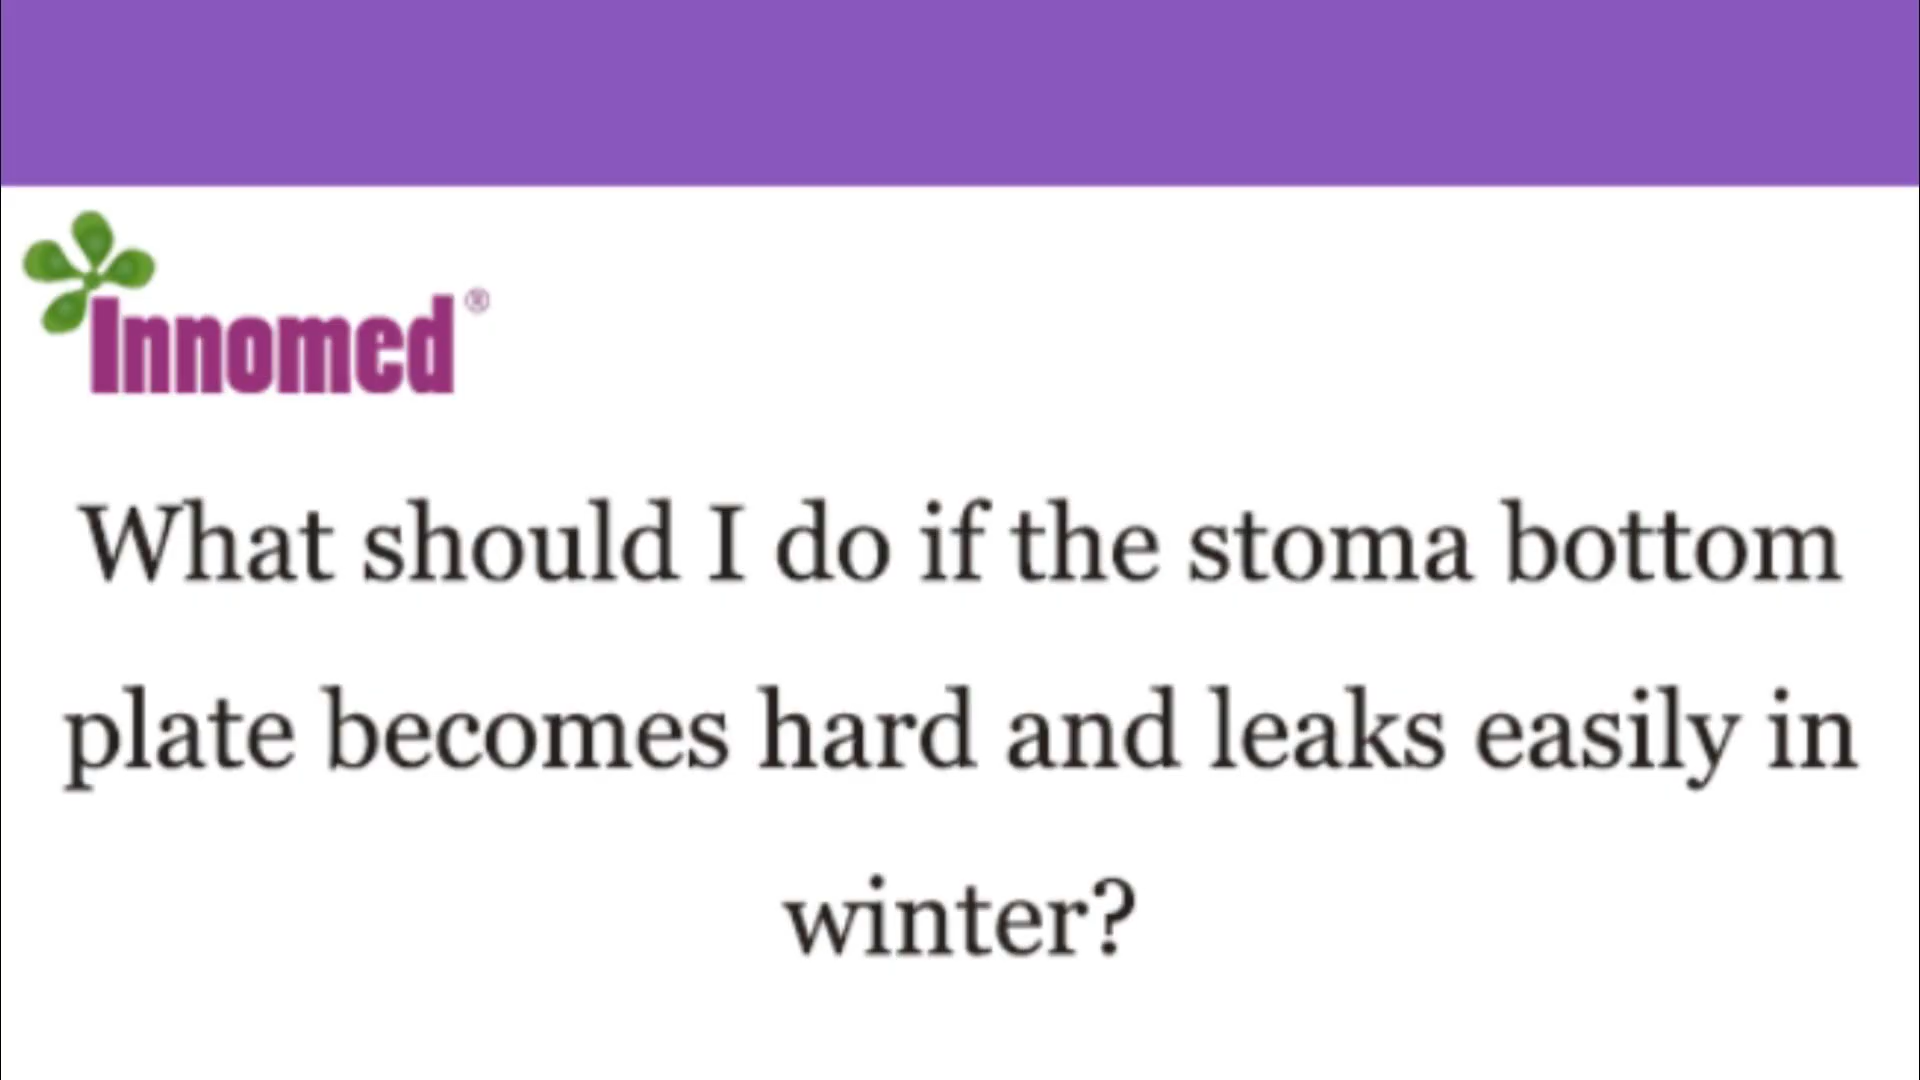 Innomed®
What should I do if the stoma bottom
plate becomes hard and leaks easily in
winter?